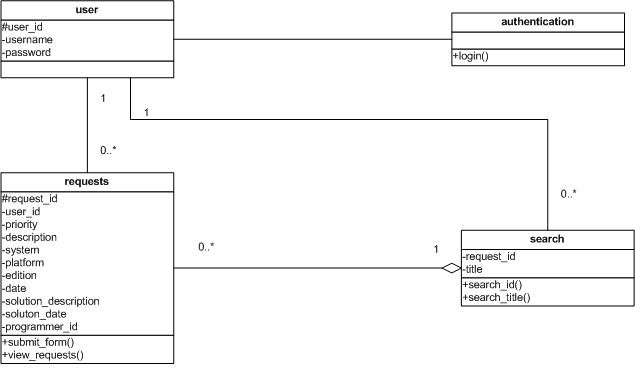 user
#user_id
-username
-password
authentication
+login()
1
1
0..*
0..*
requests
#request_id
-user_id
-priority
-description
-system
-platform
-edition
-date
-solution_description
-soluton_date
-programmer_id
+submit_form()
+view_requests()
0..*
1
search
-request_id
-title
+search_id()
+search_title()